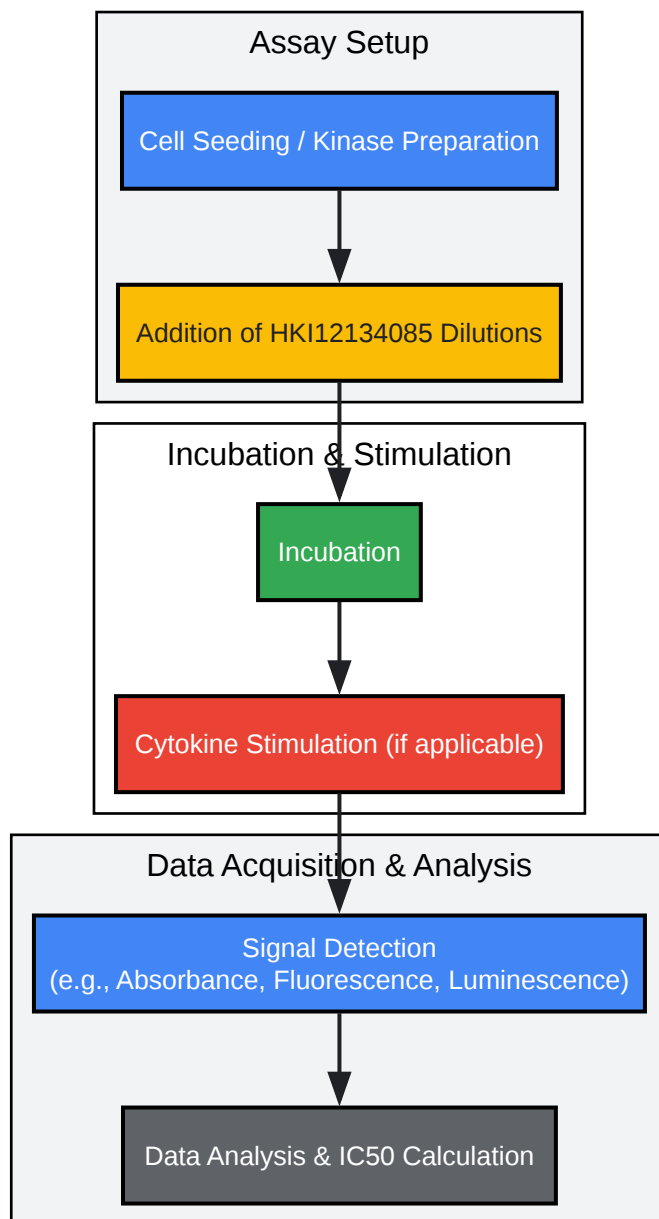 Assay Setup
Cell Seeding / Kinase Preparation
Addition of HKI12134085 Dilutions
Incubation & Stimulation
Incubation
Cytokine Stimulation (if applicable)
Data Acquisition & Analysis
Signal Detection
(e.g., Absorbance, Fluorescence, Luminescence)
Data Analysis & IC50 Calculation